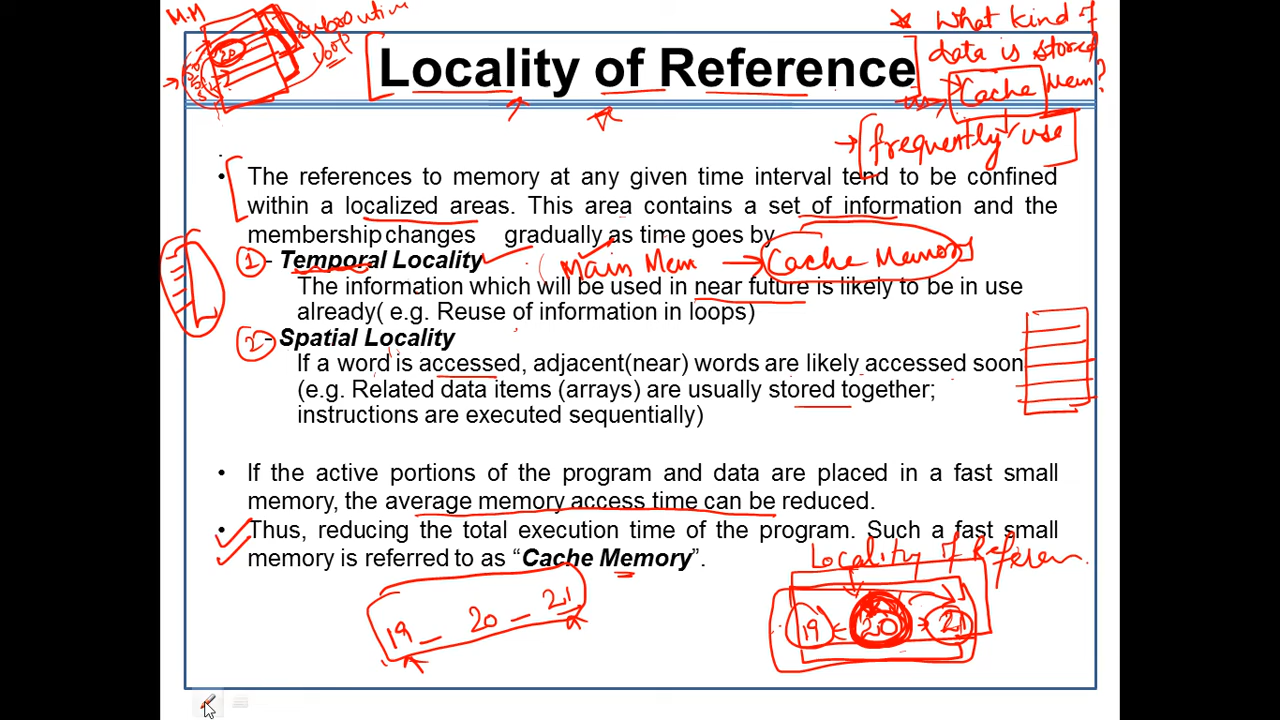 M.M
subroutine
loop
20
Locality of Reference
* What kind of
data is stored
Cache Mem?
→ frequently use
• The references to memory at any given time interval tend to be confined
within a localized areas. This area contains a set of information and the
membership changes gradually as time goes by
① - Temporal Locality
Main Mem → Cache Memory
The information which will be used in near future is likely to be in use
already( e.g. Reuse of information in loops)
② - Spatial Locality
If a word is accessed, adjacent(near) words are likely accessed soon
(e.g. Related data items (arrays) are usually stored together;
instructions are executed sequentially)
• If the active portions of the program and data are placed in a fast small
memory, the average memory access time can be reduced.
• Thus, reducing the total execution time of the program. Such a fast small
memory is referred to as “Cache Memory”.
Locality of Referen
19 – 20 – 21
19 20 21